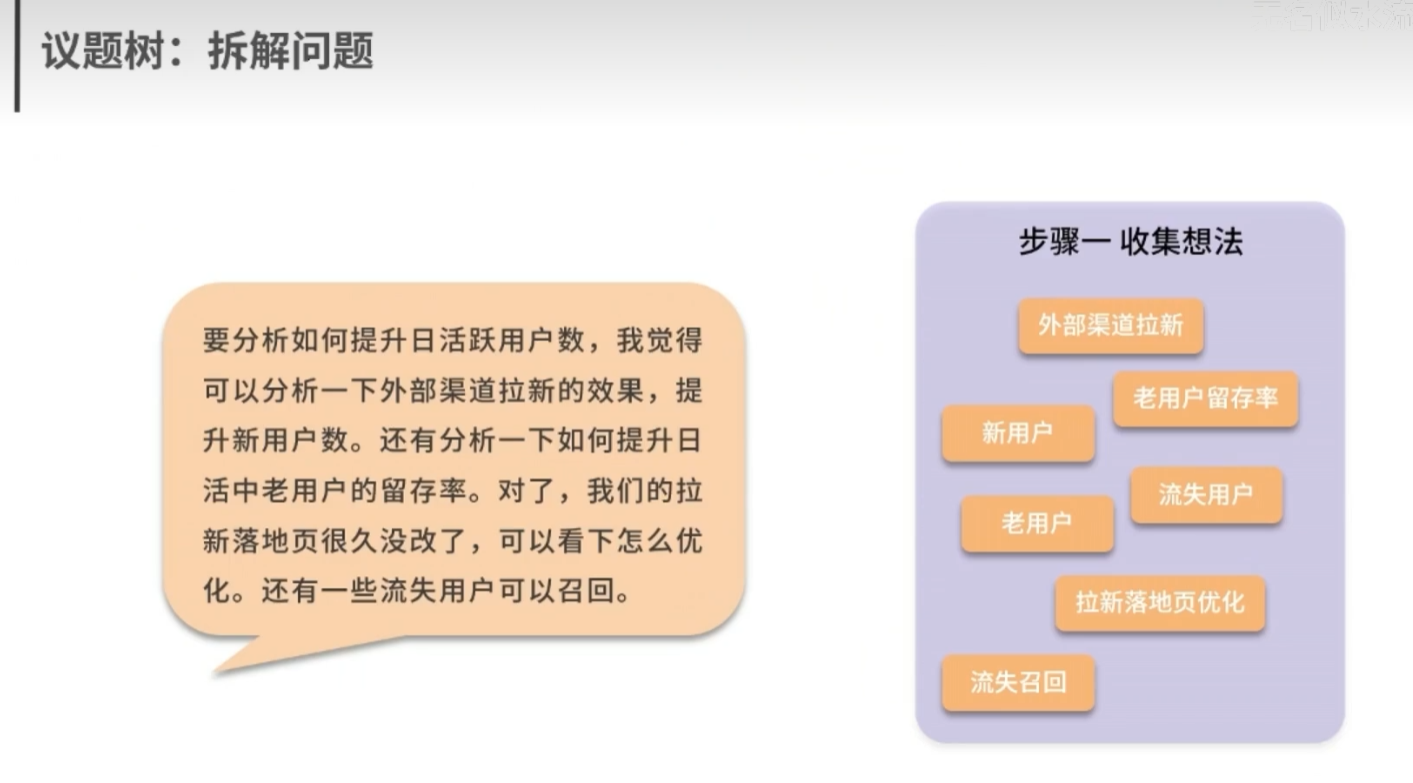 议题树：拆解问题
要分析如何提升日活跃用户数，我觉得
可以分析一下外部渠道拉新的效果，提
升新用户数。还有分析一下如何提升日
活中老用户的留存率。对了，我们的拉
新落地页很久没改了，可以看下怎么优
化。还有一些流失用户可以召回。
步骤一 收集想法
外部渠道拉新
老用户留存率
新用户
流失用户
老用户
拉新落地页优化
流失召回